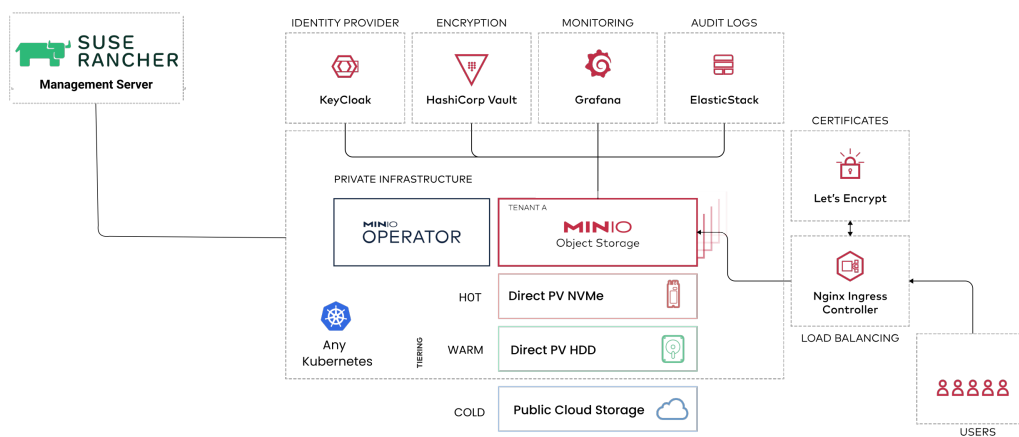 SUSE
RANCHER
Management Server
IDENTITY PROVIDER
KeyCloak
ENCRYPTION
HashiCorp Vault
MONITORING
Grafana
AUDIT LOGS
ElasticStack
CERTIFICATES
Let's Encrypt
PRIVATE INFRASTRUCTURE
MINIO
OPERATOR
TENANT A
MINIO
Object Storage
Nginx Ingress
Controller
LOAD BALANCING
HOT
Direct PV NVMe
Any
Kubernetes
TIERING
WARM
Direct PV HDD
COLD
Public Cloud Storage
USERS